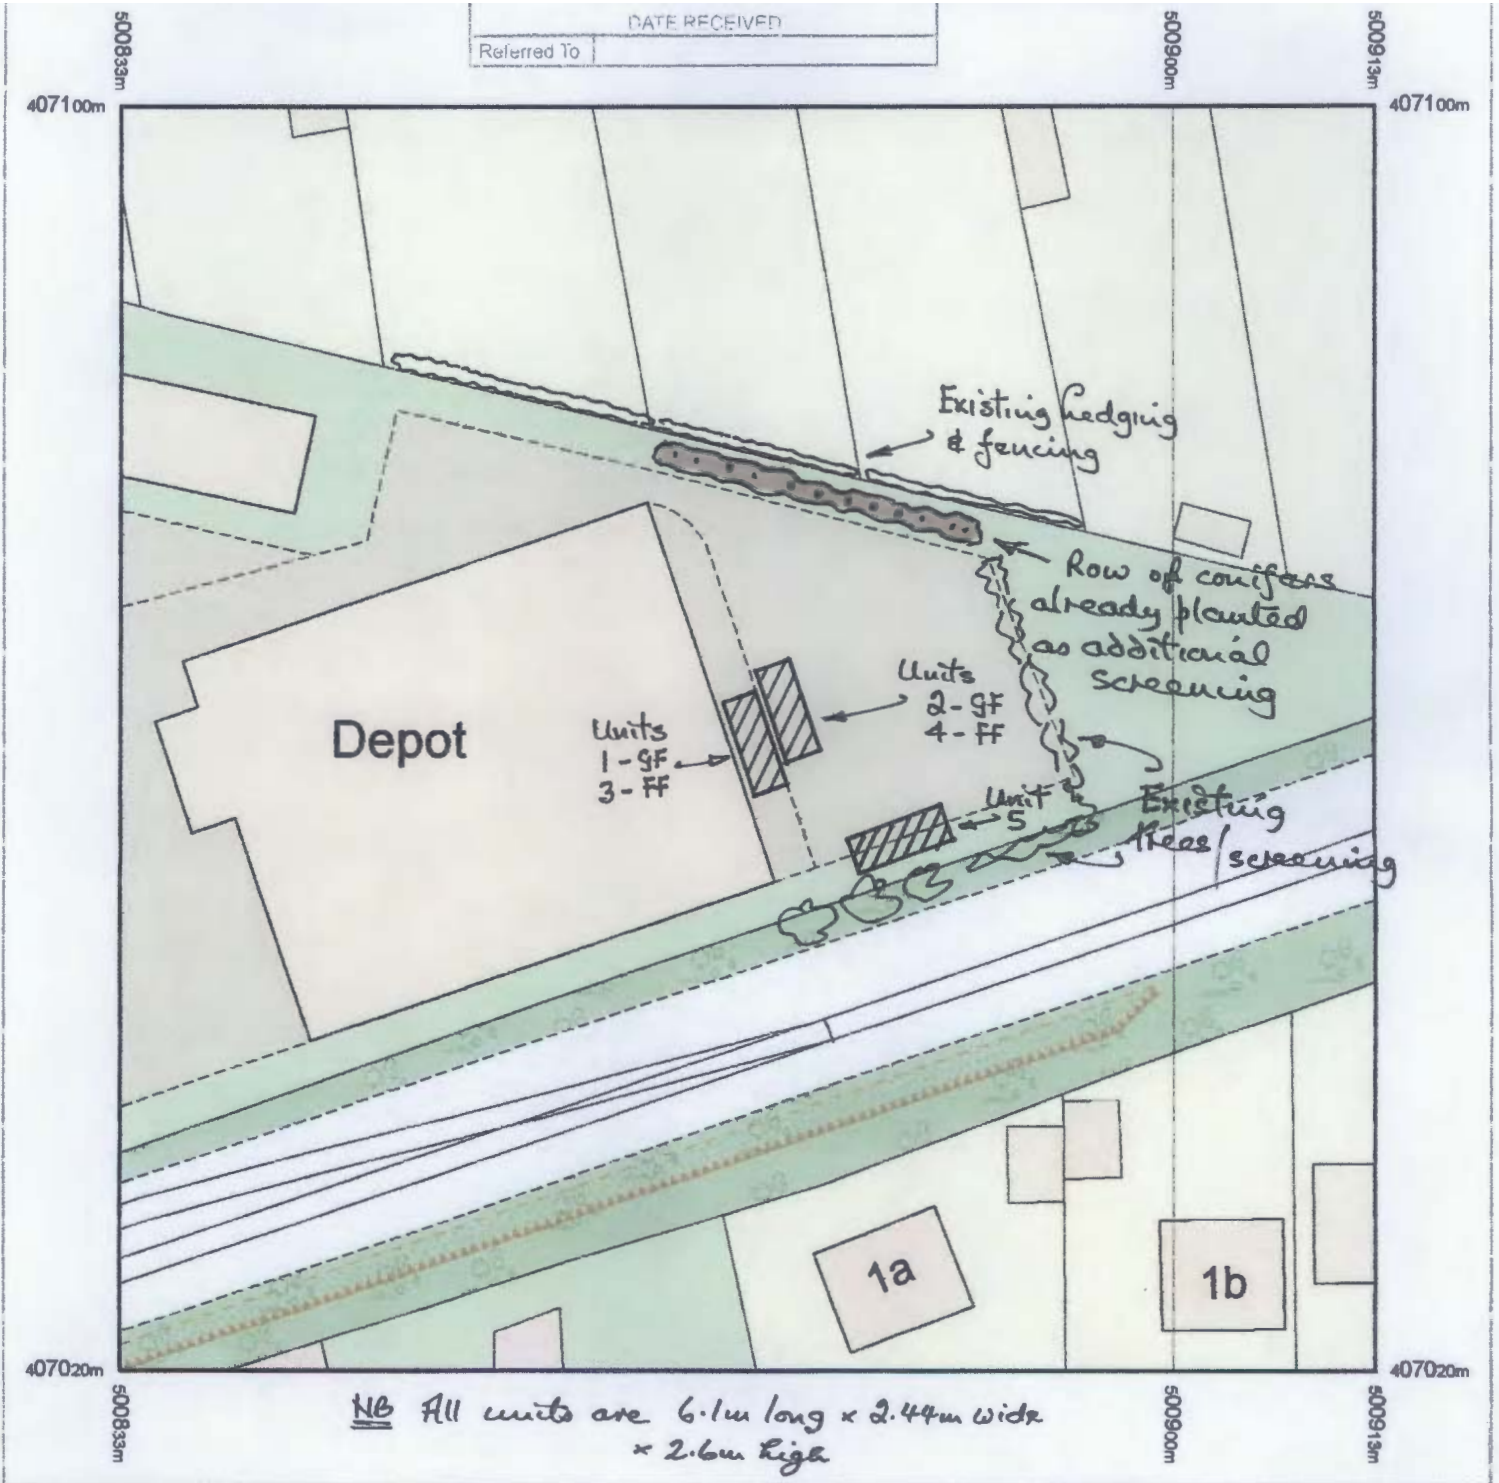 DATE RECEIVED
Referred To
500833m
500900m
500913m
407100m
407100m
Existing hedging
& fencing
Row of conifers
already planted
as additional
screening
Units
2 - GF
4 - FF
Units
1 - GF
3 - FF
Depot
Unit
5
Existing
trees/
screening
1a
1b
407020m
407020m
500833m
500900m
500913m
NB All units are 6.1m long x 2.44m wide
x 2.6m high